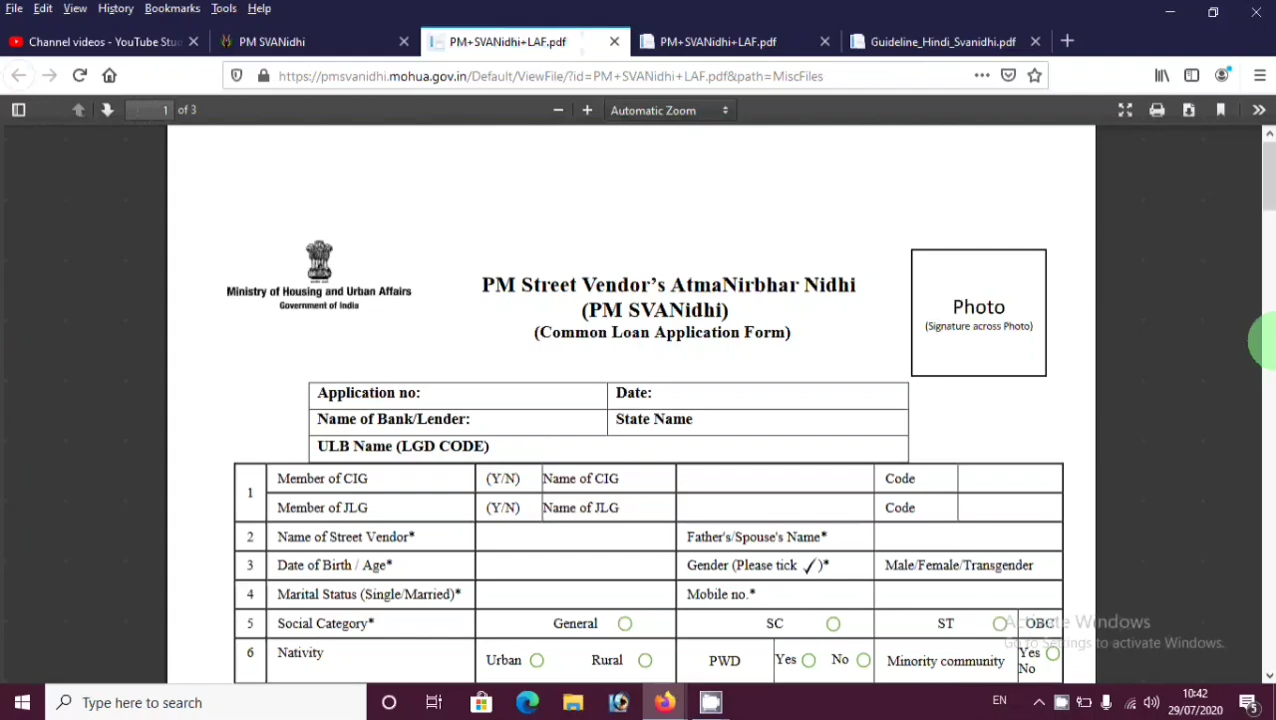 File Edit View History Bookmarks Tools Help
Channel videos - YouTube Stu
PM SVANidhi
PM+SVANidhi+LAF.pdf
PM+SVANidhi+LAF.pdf
Guideline_Hindi_Svanidhi.pdf
https://pmsvanidhi.mohua.gov.in/Default/ViewFile/?id=PM+SVANidhi+LAF.pdf&path=MiscFiles
1 of 3
Automatic Zoom
Ministry of Housing and Urban Affairs
Government of India
PM Street Vendor's AtmaNirbhar Nidhi
(PM SVANidhi)
(Common Loan Application Form)
Photo
(Signature across Photo)
Application no: Date:
Name of Bank/Lender: State Name
ULB Name (LGD CODE)
1 Member of CIG (Y/N) Name of CIG Code
Member of JLG (Y/N) Name of JLG Code
2 Name of Street Vendor* Father's/Spouse's Name*
3 Date of Birth / Age* Gender (Please tick ✓)* Male/Female/Transgender
4 Marital Status (Single/Married)* Mobile no.*
5 Social Category* General SC ST OBC
6 Nativity Urban Rural PWD Yes No Minority community Yes No
Activate Windows
Go to Settings to activate Windows.
Type here to search
EN
10:42
29/07/2020
5